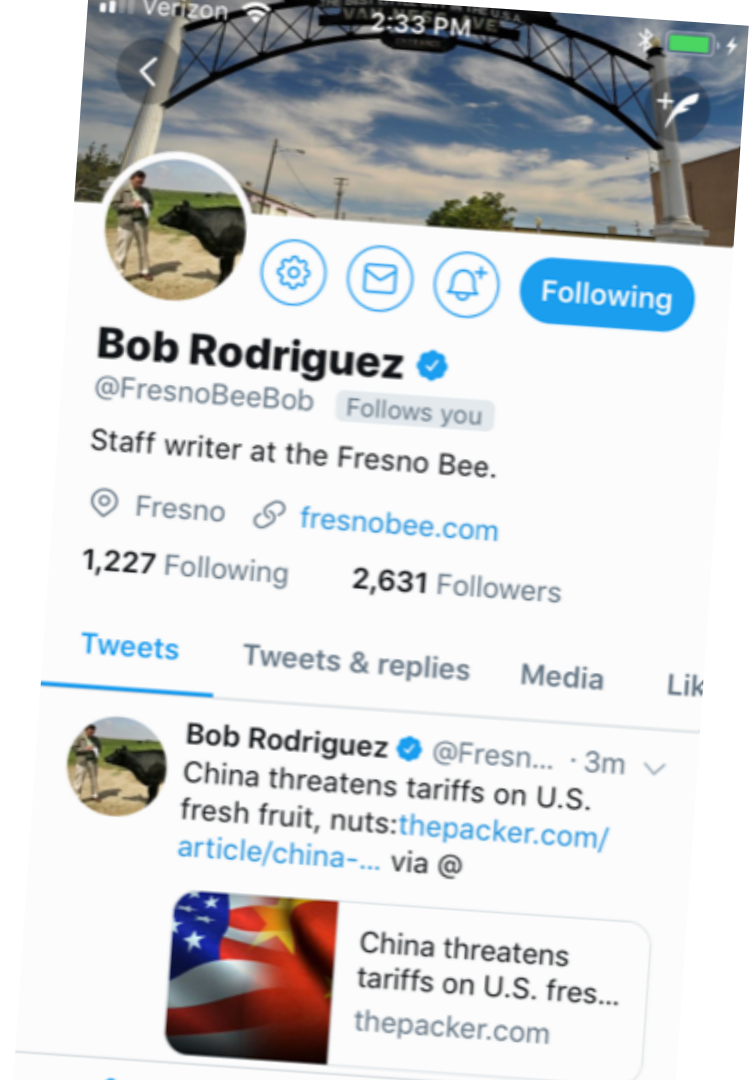 Verizon 2:33 PM
ENTRANCE
Following
Bob Rodriguez
@FresnoBeeBob Follows you
Staff writer at the Fresno Bee.
Fresno fresnobee.com
1,227 Following 2,631 Followers
Tweets Tweets & replies Media Lik
Bob Rodriguez @Fresn... · 3m
China threatens tariffs on U.S.
fresh fruit, nuts:thepacker.com/
article/china-... via @
China threatens
tariffs on U.S. fres...
thepacker.com